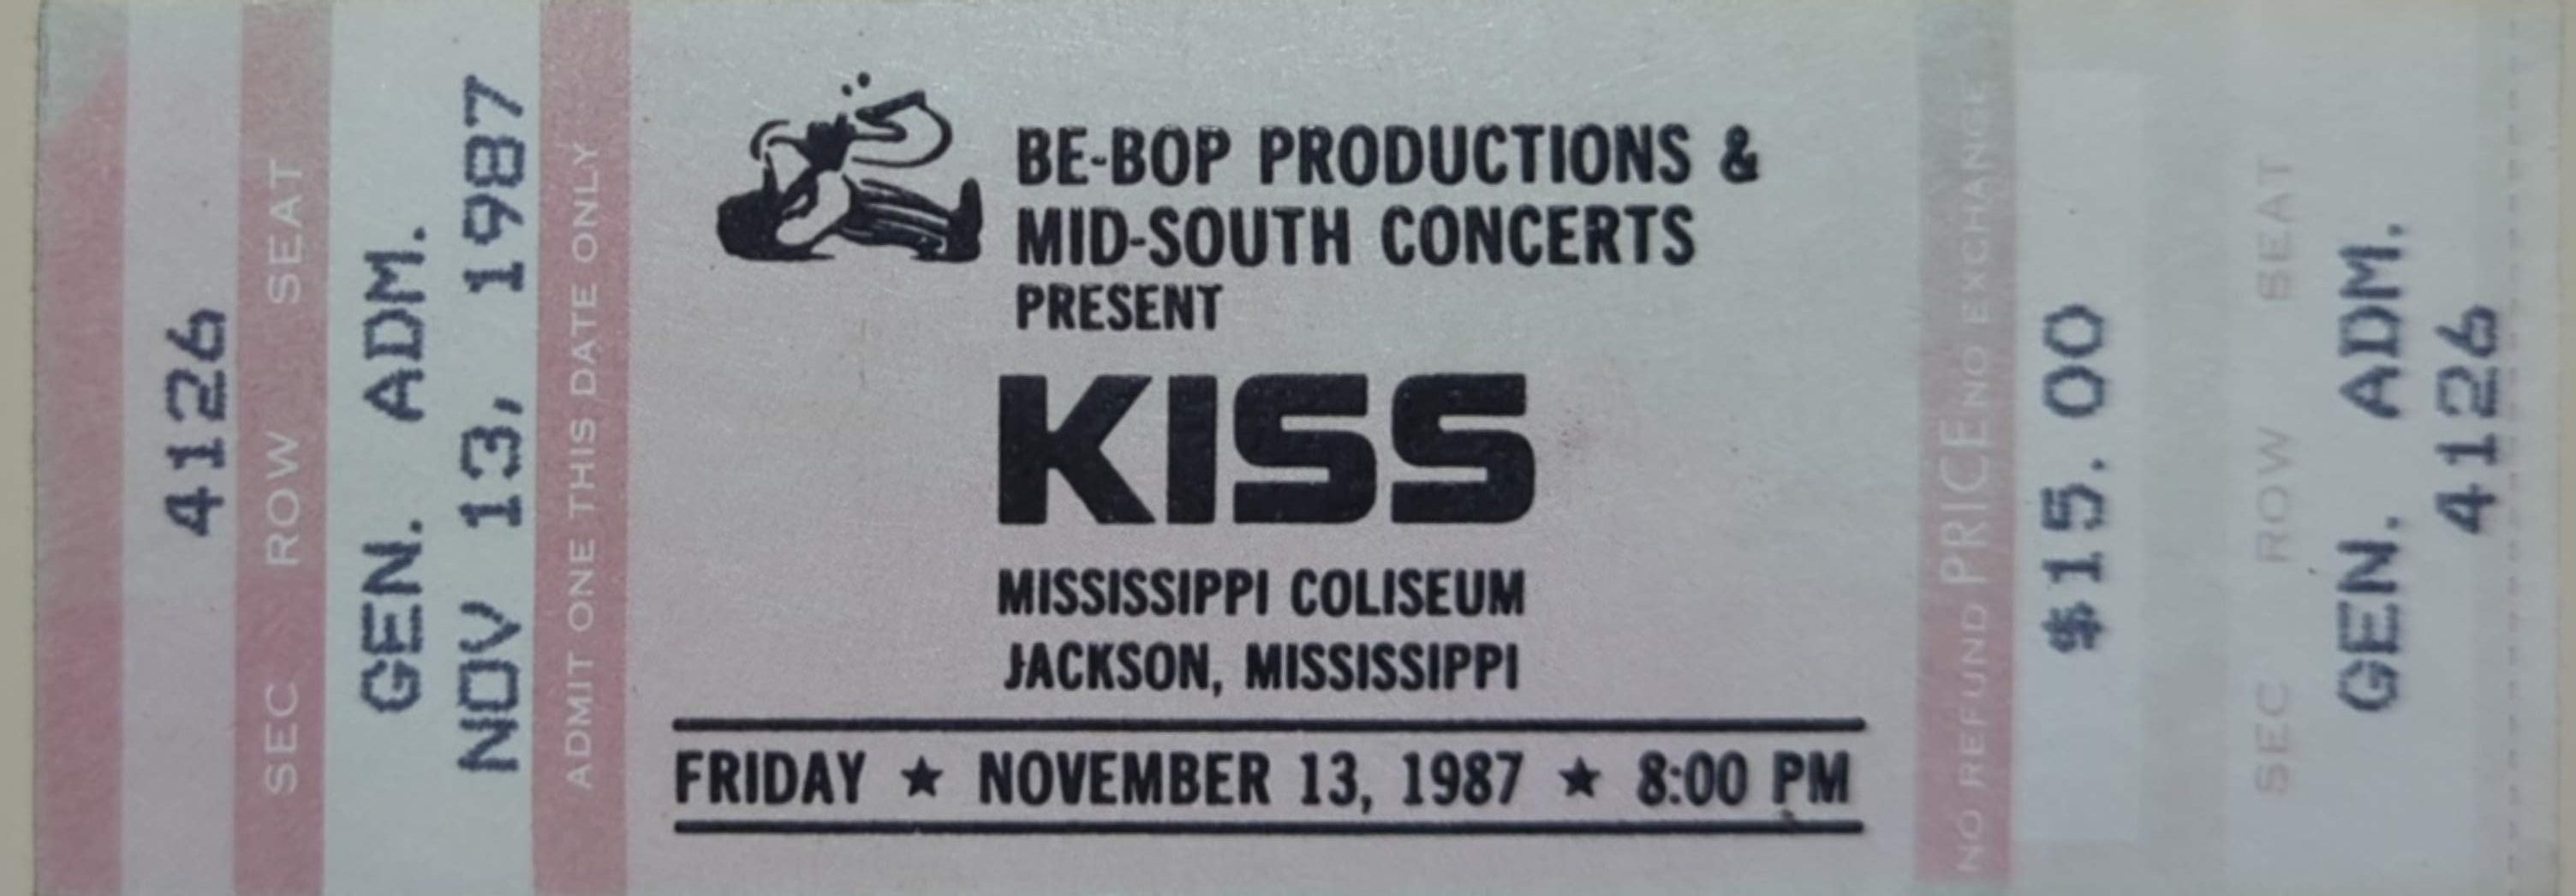 4126
SEC ROW SEAT
GEN. ADM.
NOV 13, 1987
ADMIT ONE THIS DATE ONLY
BE-BOP PRODUCTIONS &
MID-SOUTH CONCERTS
PRESENT
KISS
MISSISSIPPI COLISEUM
JACKSON, MISSISSIPPI
FRIDAY ★ NOVEMBER 13, 1987 ★ 8:00 PM
NO REFUND PRICE NO EXCHANGE
$15.00
SEC ROW SEAT
GEN. ADM.
4126